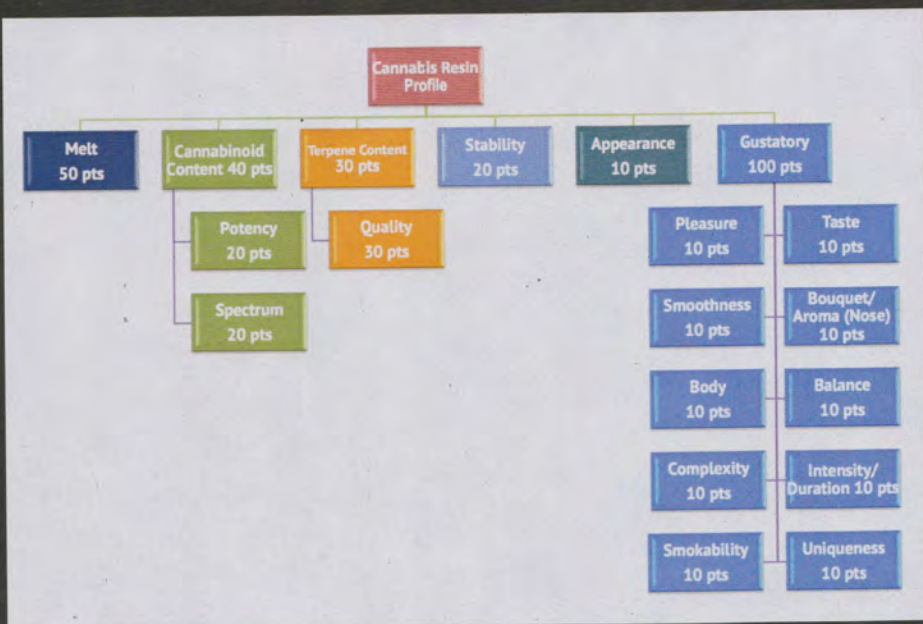 Cannabis Resin
Profile
Melt
50 pts
Cannabinoid
Content 40 pts
Terpene Content
30 pts
Stability
20 pts
Appearance
10 pts
Gustatory
100 pts
Potency
20 pts
Spectrum
20 pts
Quality
30 pts
Pleasure
10 pts
Taste
10 pts
Smoothness
10 pts
Bouquet/
Aroma (Nose)
10 pts
Body
10 pts
Balance
10 pts
Complexity
10 pts
Intensity/
Duration 10 pts
Smokability
10 pts
Uniqueness
10 pts